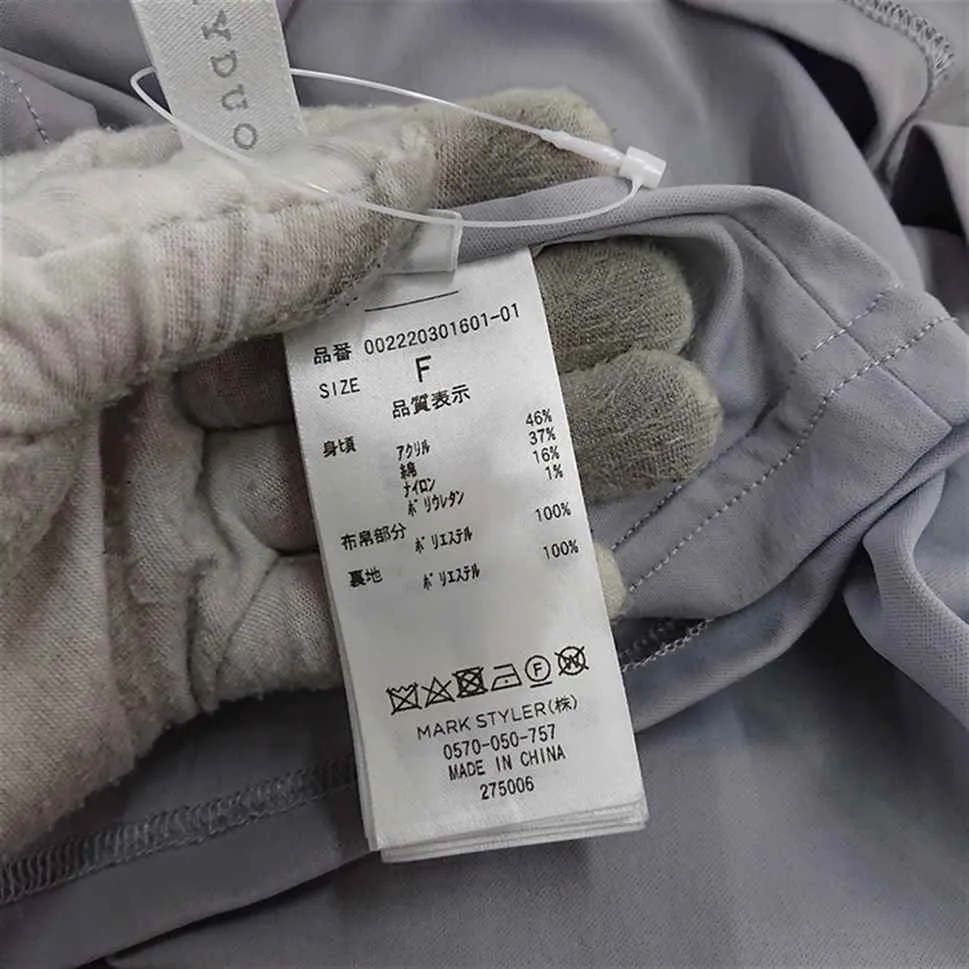 YDUO
品番 002220301601-01
SIZE F
品質表示
身頃 アクリル 46%
綿 37%
ナイロン 16%
ポリウレタン 1%
布帛部分 ポリエステル 100%
裏地 ポリエステル 100%
F W
MARK STYLER(株)
0570-050-757
MADE IN CHINA
275006